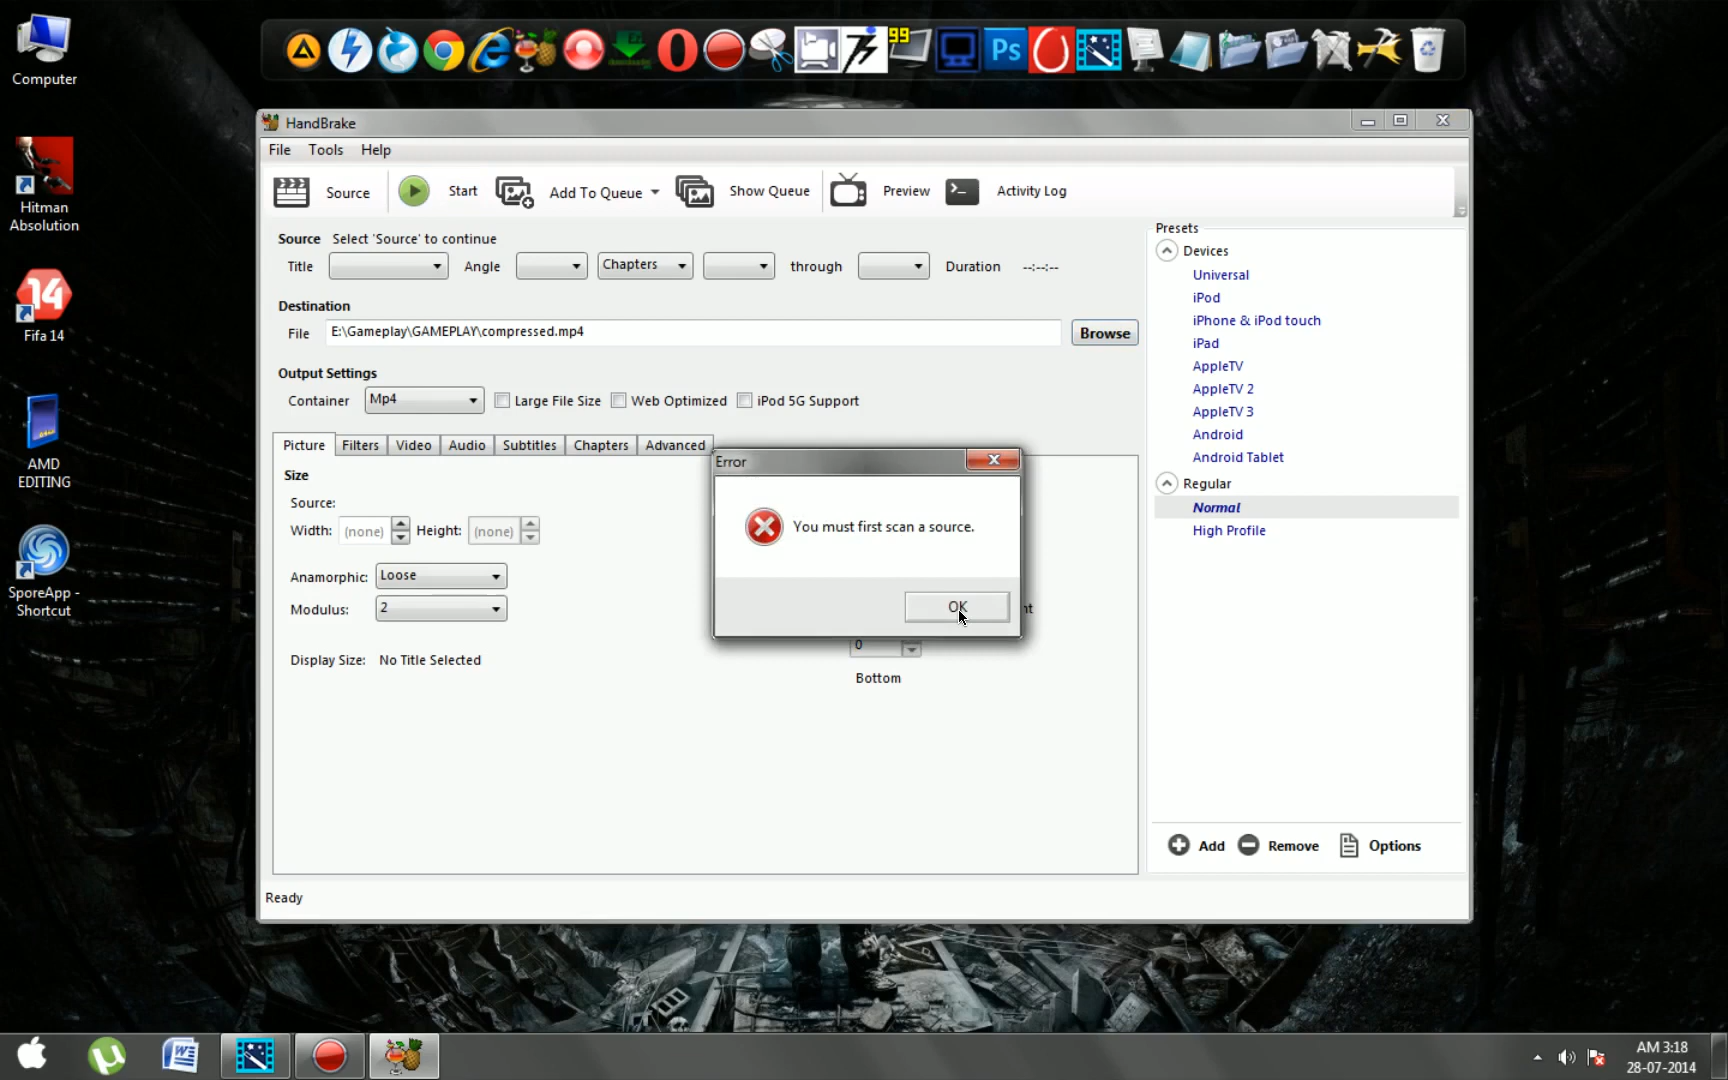 Computer
Hitman
Absolution
14
Fifa 14
AMD
EDITING
SporeApp -
Shortcut
99
Ps
HandBrake
File Tools Help
Source Start Add To Queue Show Queue Preview Activity Log
Source Select 'Source' to continue
Title Angle Chapters through Duration --:--:--
Destination
File E:\Gameplay\GAMEPLAY\compressed.mp4 Browse
Output Settings
Container Mp4 Large File Size Web Optimized iPod 5G Support
Picture Filters Video Audio Subtitles Chapters Advanced
Size
Source:
Width: (none) Height: (none)
Anamorphic: Loose
Modulus: 2
Display Size: No Title Selected
Error
You must first scan a source.
OK
0
Bottom
Presets
Devices
Universal
iPod
iPhone & iPod touch
iPad
AppleTV
AppleTV 2
AppleTV 3
Android
Android Tablet
Regular
Normal
High Profile
Add Remove Options
Ready
AM 3:18
28-07-2014